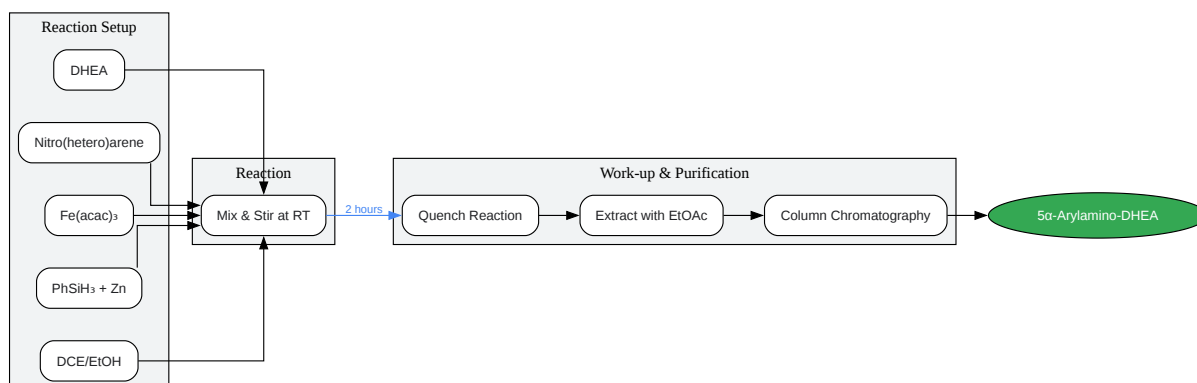 Reaction Setup
DHEA
Nitro(hetero)arene
Fe(acac)₃
PhSiH₃ + Zn
DCE/EtOH
Reaction
Mix & Stir at RT
2 hours
Work-up & Purification
Quench Reaction
Extract with EtOAc
Column Chromatography
5α-Arylamino-DHEA